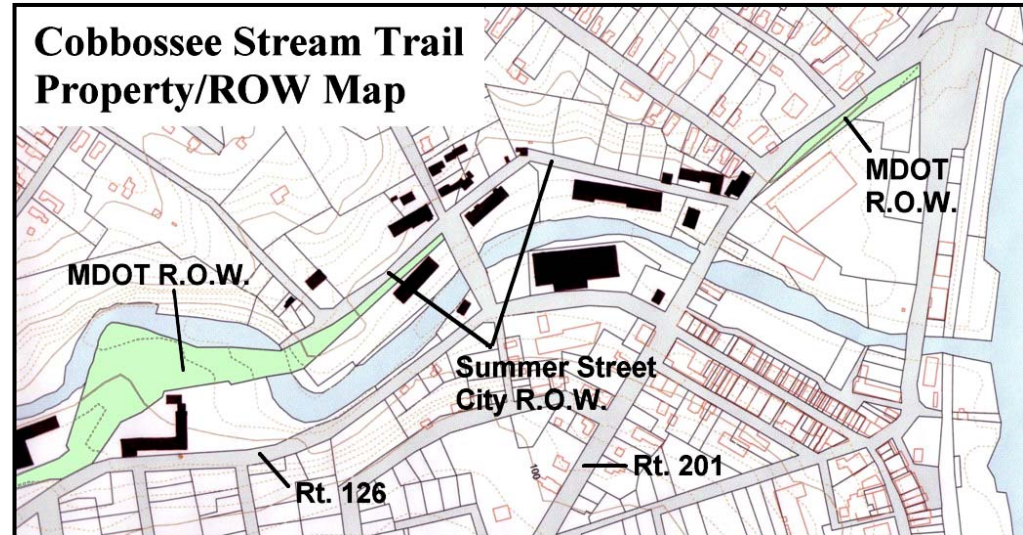 Cobbossee Stream Trail
Property/ROW Map
MDOT
R.O.W.
MDOT R.O.W.
Summer Street
City R.O.W.
Rt. 201
Rt. 126
100